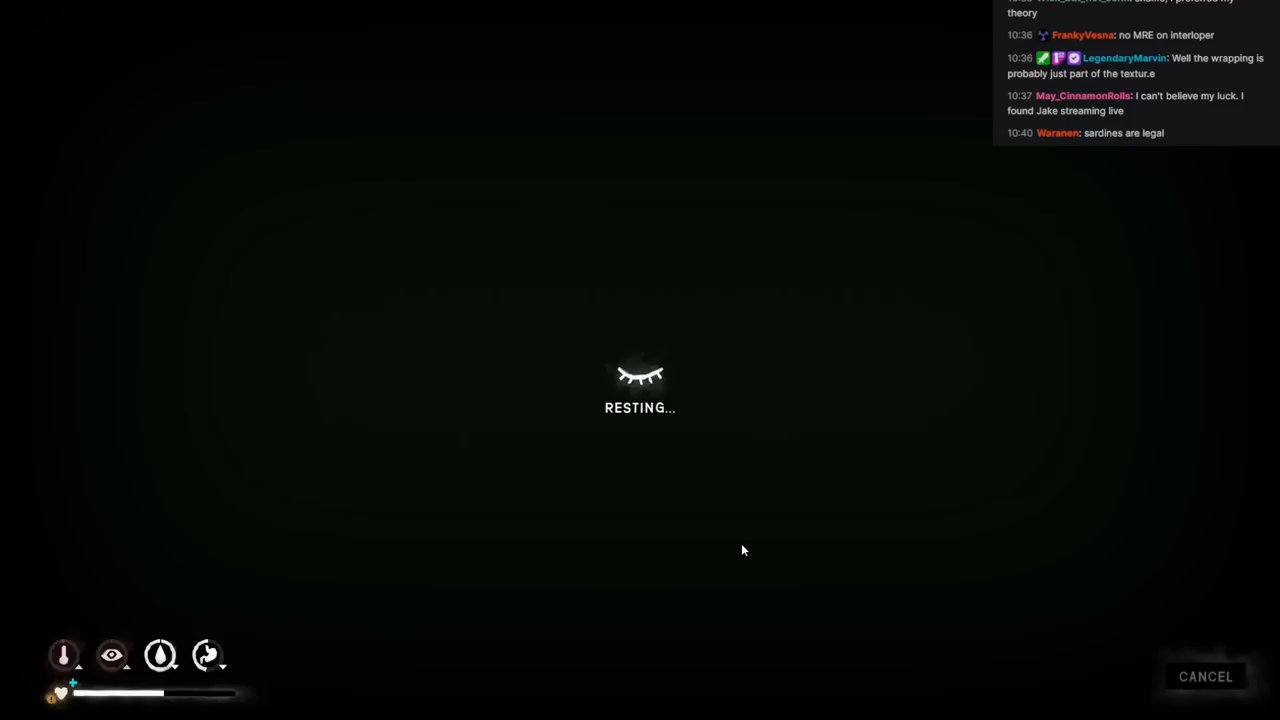 theory
10:36 FrankyVesna: no MRE on interloper
10:36 LegendaryMarvin: Well the wrapping is
probably just part of the textur.e
10:37 May_CinnamonRolls: I can't believe my luck. I
found Jake streaming live
10:40 Waranen: sardines are legal
RESTING...
CANCEL